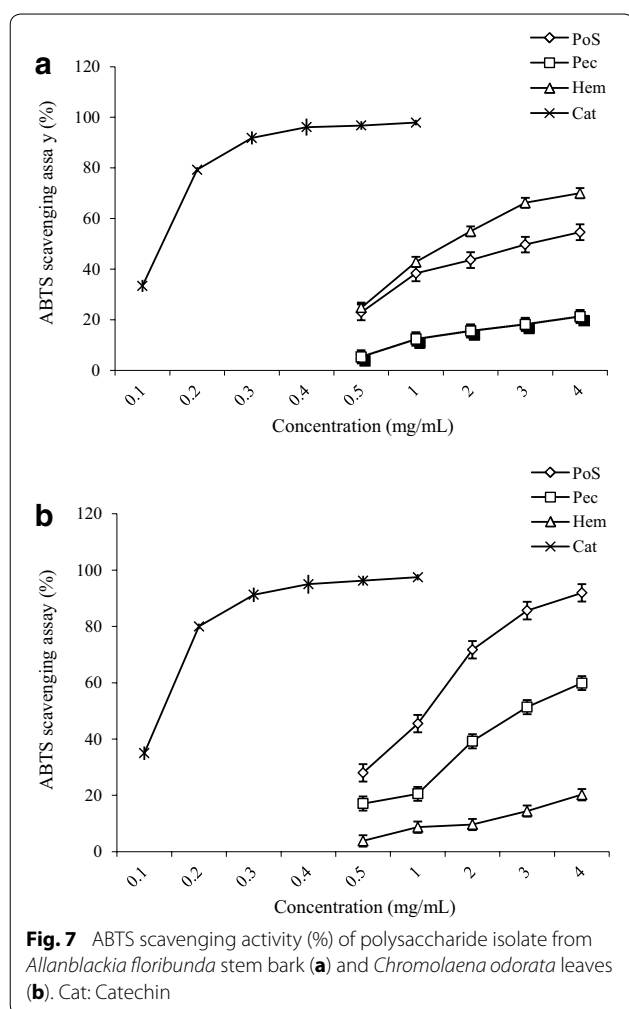 a
PoS
Pec
Hem
Cat
120
100
80
60
40
20
0
ABTS scavenging assa y (%)
0.1
0.2
0.3
0.4
0.5
1
2
3
4
Concentration (mg/mL)
b
PoS
Pec
Hem
Cat
120
100
80
60
40
20
0
ABTS scavenging assay (%)
0.1
0.2
0.3
0.4
0.5
1
2
3
4
Concentration (mg/mL)
Fig. 7 ABTS scavenging activity (%) of polysaccharide isolate from
Allanblackia floribunda stem bark (a) and Chromolaena odorata leaves
(b). Cat: Catechin